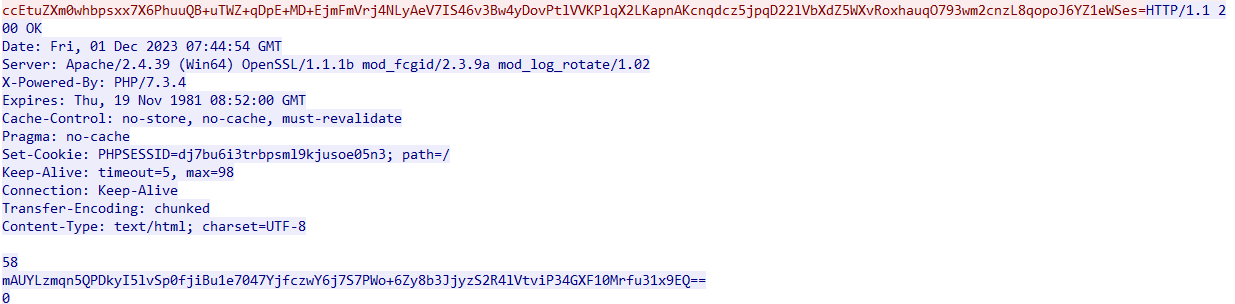 ccEtuZXm0whbpsxx7X6PhuuQB+uTWZ+qDpE+MD+EjmFmVrj4NLyAeV7IS46v3Bw4yDovPtlVVKPlqX2LKapnAKcnqdcz5jpqD22lVbXdZ5WXvRoxhauqO793wm2cnzL8qopoJ6YZ1eWSes=HTTP/1.1 2
00 OK
Date: Fri, 01 Dec 2023 07:44:54 GMT
Server: Apache/2.4.39 (Win64) OpenSSL/1.1.1b mod_fcgid/2.3.9a mod_log_rotate/1.02
X-Powered-By: PHP/7.3.4
Expires: Thu, 19 Nov 1981 08:52:00 GMT
Cache-Control: no-store, no-cache, must-revalidate
Pragma: no-cache
Set-Cookie: PHPSESSID=dj7bu6i3trbpsml9kjusoe05n3; path=/
Keep-Alive: timeout=5, max=98
Connection: Keep-Alive
Transfer-Encoding: chunked
Content-Type: text/html; charset=UTF-8

58
mAUYLzmqn5QPDkyI5lvSp0fjiBu1e7047YjfczwY6j7S7PWo+6Zy8b3JjyzS2R4lVtviP34GXF10Mrfu31x9EQ==
0